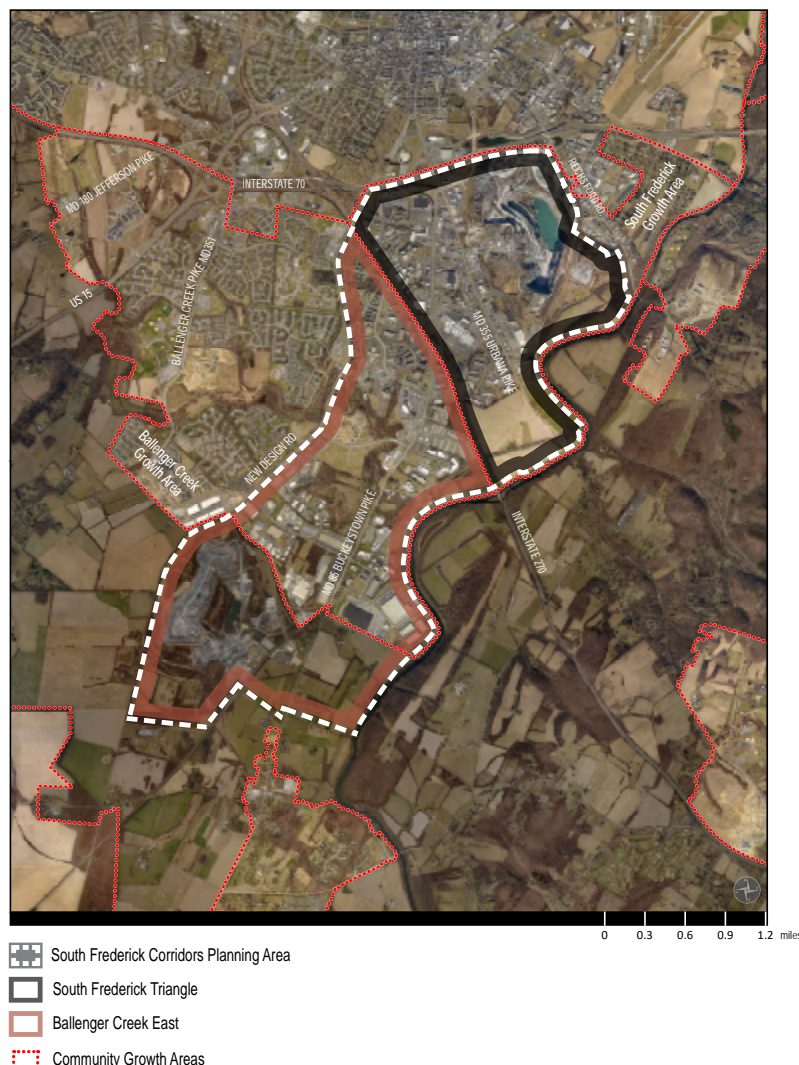 INTERSTATE 70
MD 180 JEFFERSON PIKE
US 15
BALLENGER CREEK PIKE MD351
South Frederick
Growth Area
MD 355 URBANA PIKE
Ballenger Creek
Growth Area
NEW DESIGN RD
MD 85 BUCKEYSTOWN PIKE
INTERSTATE 270
0 0.3 0.6 0.9 1.2 miles
South Frederick Corridors Planning Area
South Frederick Triangle
Ballenger Creek East
Community Growth Areas